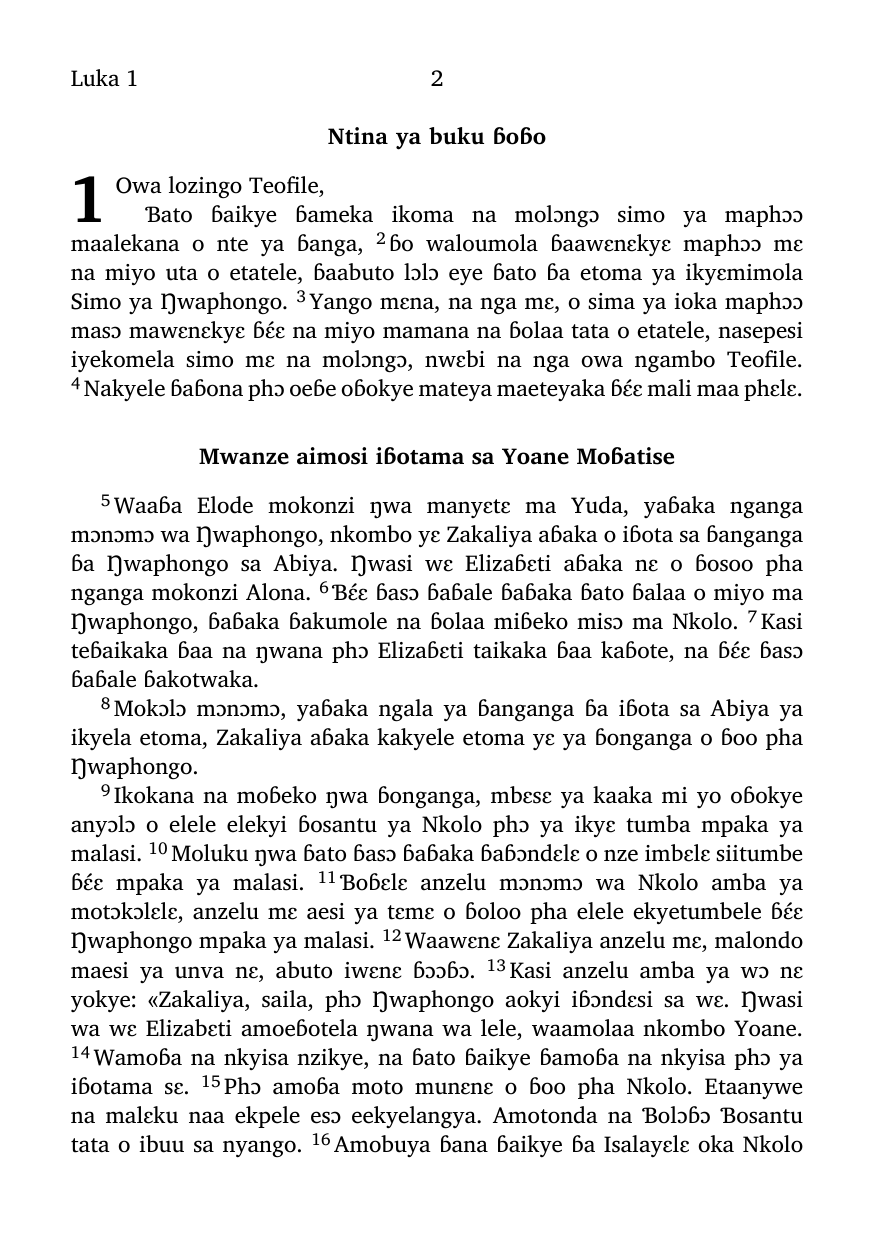 Luka 1 2
Ntina ya buku ɓoɓo
1 Owa lozingo Teofile,
Ɓato ɓaikye ɓameka ikoma na molɔngɔ simo ya maphɔɔ
maalekana o nte ya ɓanga, 2 ɓo waloumola ɓaawɛnɛkyɛ maphɔɔ mɛ
na miyo uta o etatele, ɓaabuto lɔlɔ eye ɓato ɓa etoma ya ikyɛmimola
Simo ya Ŋwaphongo. 3 Yango mɛna, na nga mɛ, o sima ya ioka maphɔɔ
masɔ mawɛnɛkyɛ ɓɛ́ɛ na miyo mamana na ɓolaa tata o etatele, nasepesi
iyekomela simo mɛ na molɔngɔ, nwɛbi na nga owa ngambo Teofile.
4 Nakyele ɓaɓona phɔ oeɓe oɓokye mateya maeteyaka ɓɛ́ɛ mali maa phɛlɛ.
Mwanze aimosi iɓotama sa Yoane Moɓatise
5 Waaɓa Elode mokonzi ŋwa manyɛtɛ ma Yuda, yaɓaka nganga
mɔnɔmɔ wa Ŋwaphongo, nkombo yɛ Zakaliya aɓaka o iɓota sa ɓanganga
ɓa Ŋwaphongo sa Abiya. Ŋwasi wɛ Elizaɓɛti aɓaka nɛ o ɓosoo pha
nganga mokonzi Alona. 6 Ɓɛ́ɛ ɓasɔ ɓaɓale ɓaɓaka ɓato ɓalaa o miyo ma
Ŋwaphongo, ɓaɓaka ɓakumole na ɓolaa miɓeko misɔ ma Nkolo. 7 Kasi
teɓaikaka ɓaa na ŋwana phɔ Elizaɓɛti taikaka ɓaa kaɓote, na ɓɛ́ɛ ɓasɔ
ɓaɓale ɓakotwaka.
8 Mokɔlɔ mɔnɔmɔ, yaɓaka ngala ya ɓanganga ɓa iɓota sa Abiya ya
ikyela etoma, Zakaliya aɓaka kakyele etoma yɛ ya ɓonganga o ɓoo pha
Ŋwaphongo.
9 Ikokana na moɓeko ŋwa ɓonganga, mbɛsɛ ya kaaka mi yo oɓokye
anyɔlɔ o elele elekyi ɓosantu ya Nkolo phɔ ya ikyɛ tumba mpaka ya
malasi. 10 Moluku ŋwa ɓato ɓasɔ ɓaɓaka ɓaɓɔndɛlɛ o nze imbɛlɛ siitumbe
ɓɛ́ɛ mpaka ya malasi. 11 Ɓoɓɛlɛ anzelu mɔnɔmɔ wa Nkolo amba ya
motɔkɔlɛlɛ, anzelu mɛ aesi ya tɛmɛ o ɓoloo pha elele ekyetumbele ɓɛ́ɛ
Ŋwaphongo mpaka ya malasi. 12 Waawɛnɛ Zakaliya anzelu mɛ, malondo
maesi ya unva nɛ, abuto iwɛnɛ ɓɔɔɓɔ. 13 Kasi anzelu amba ya wɔ nɛ
yokye: «Zakaliya, saila, phɔ Ŋwaphongo aokyi iɓɔndɛsi sa wɛ. Ŋwasi
wa wɛ Elizabɛti amoeɓotela ŋwana wa lele, waamolaa nkombo Yoane.
14 Wamoɓa na nkyisa nzikye, na ɓato ɓaikye ɓamoɓa na nkyisa phɔ ya
iɓotama sɛ. 15 Phɔ amoɓa moto munɛnɛ o ɓoo pha Nkolo. Etaanywe
na malɛku naa ekpele esɔ eekyelangya. Amotonda na Ɓolɔɓɔ Ɓosantu
tata o ibuu sa nyango. 16 Amobuya ɓana ɓaikye ɓa Isalayɛlɛ oka Nkolo